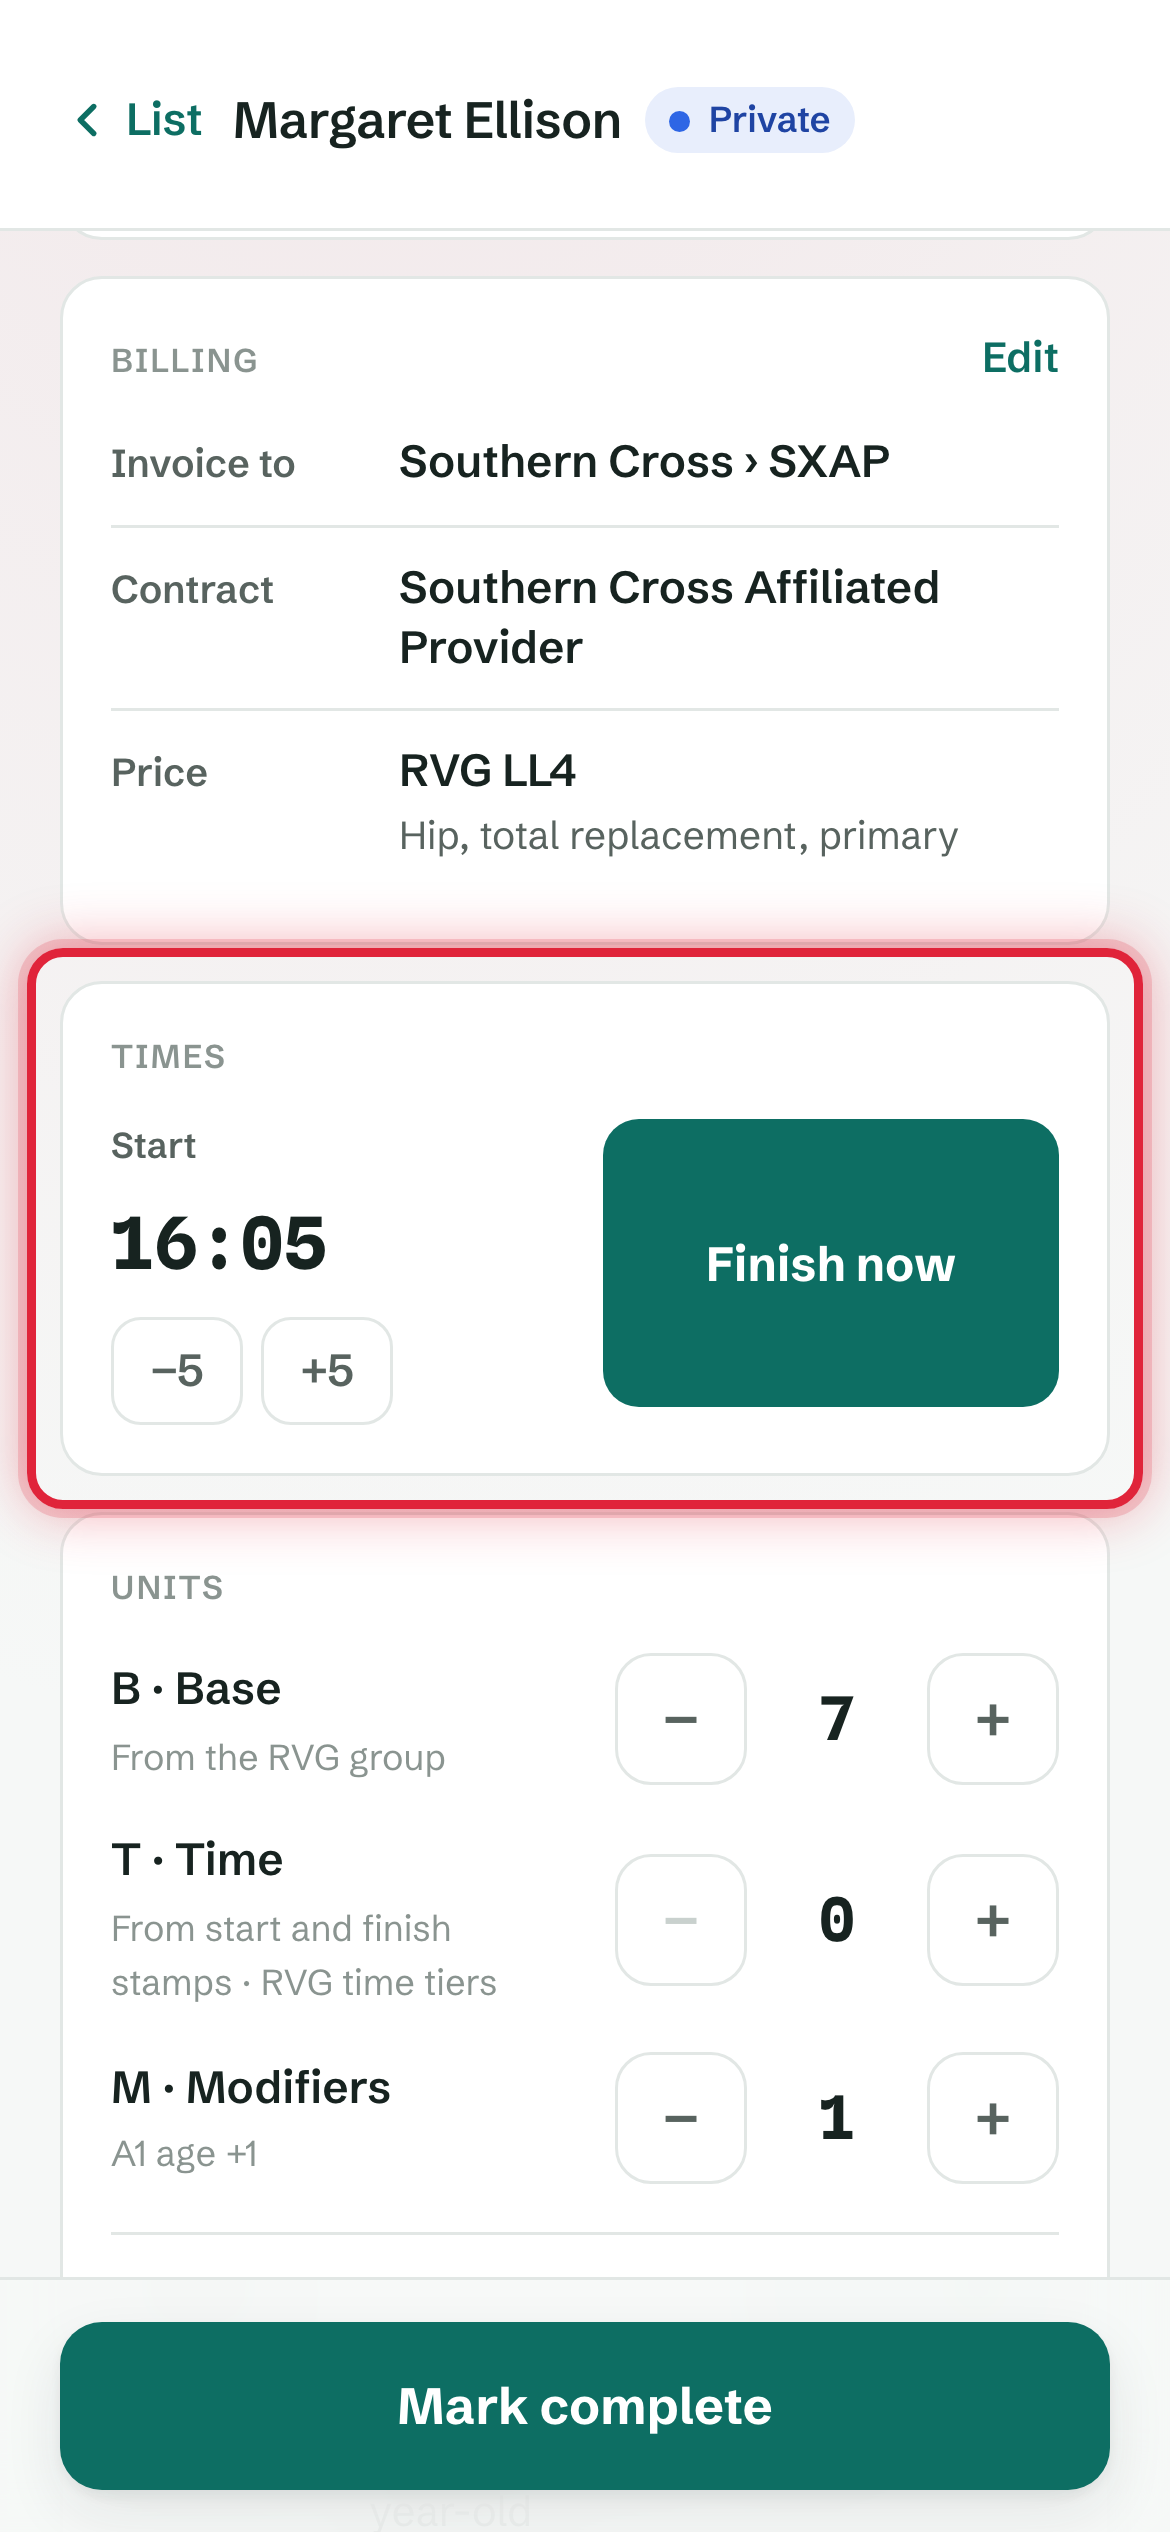 List Margaret Ellison Private
BILLING Edit
Invoice to Southern Cross › SXAP
Contract Southern Cross Affiliated
Provider
Price RVG LL4
Hip, total replacement, primary
TIMES
Start
16:05
Finish now
−5 +5
UNITS
B · Base
From the RVG group
− 7 +
T · Time
From start and finish
stamps · RVG time tiers
− 0 +
M · Modifiers
A1 age +1
− 1 +
Mark complete
year-old